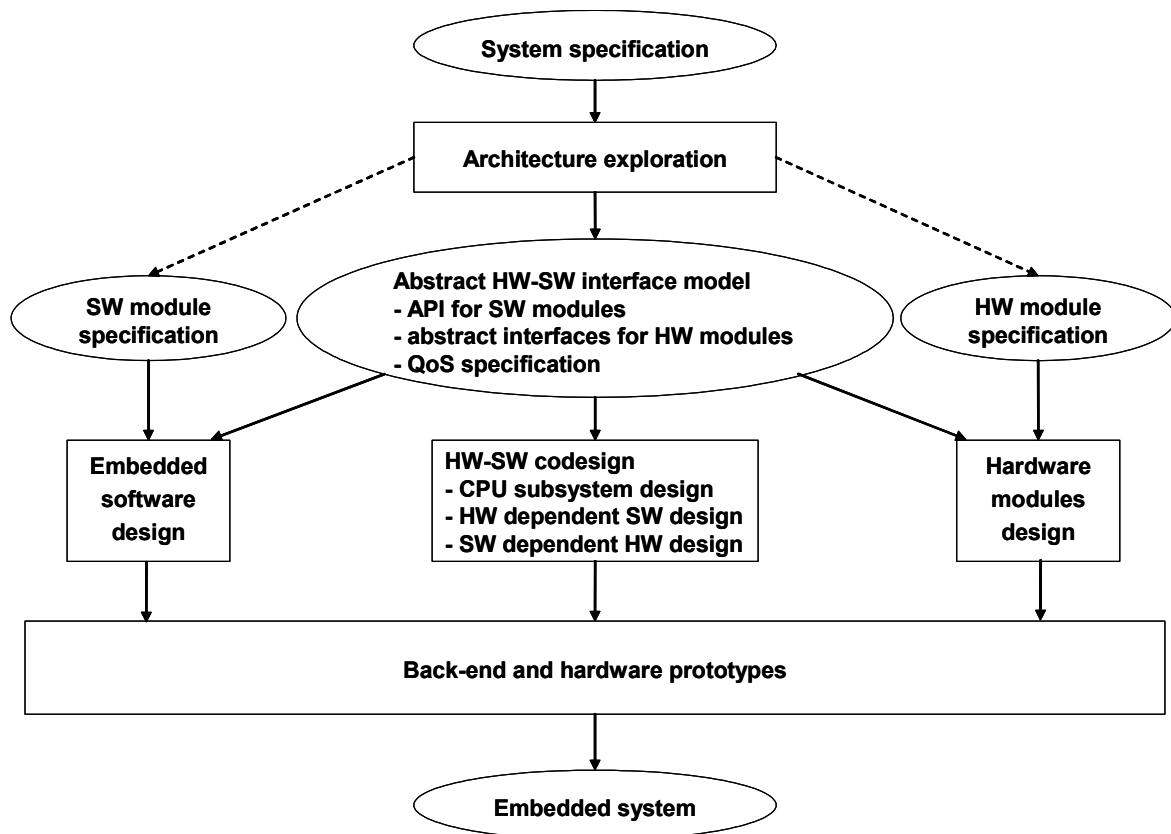 System specification
Architecture exploration
SW module
specification
Abstract HW-SW interface model
- API for SW modules
- abstract interfaces for HW modules
- QoS specification
HW module
specification
Embedded
software
design
HW-SW codesign
- CPU subsystem design
- HW dependent SW design
- SW dependent HW design
Hardware
modules
design
Back-end and hardware prototypes
Embedded system